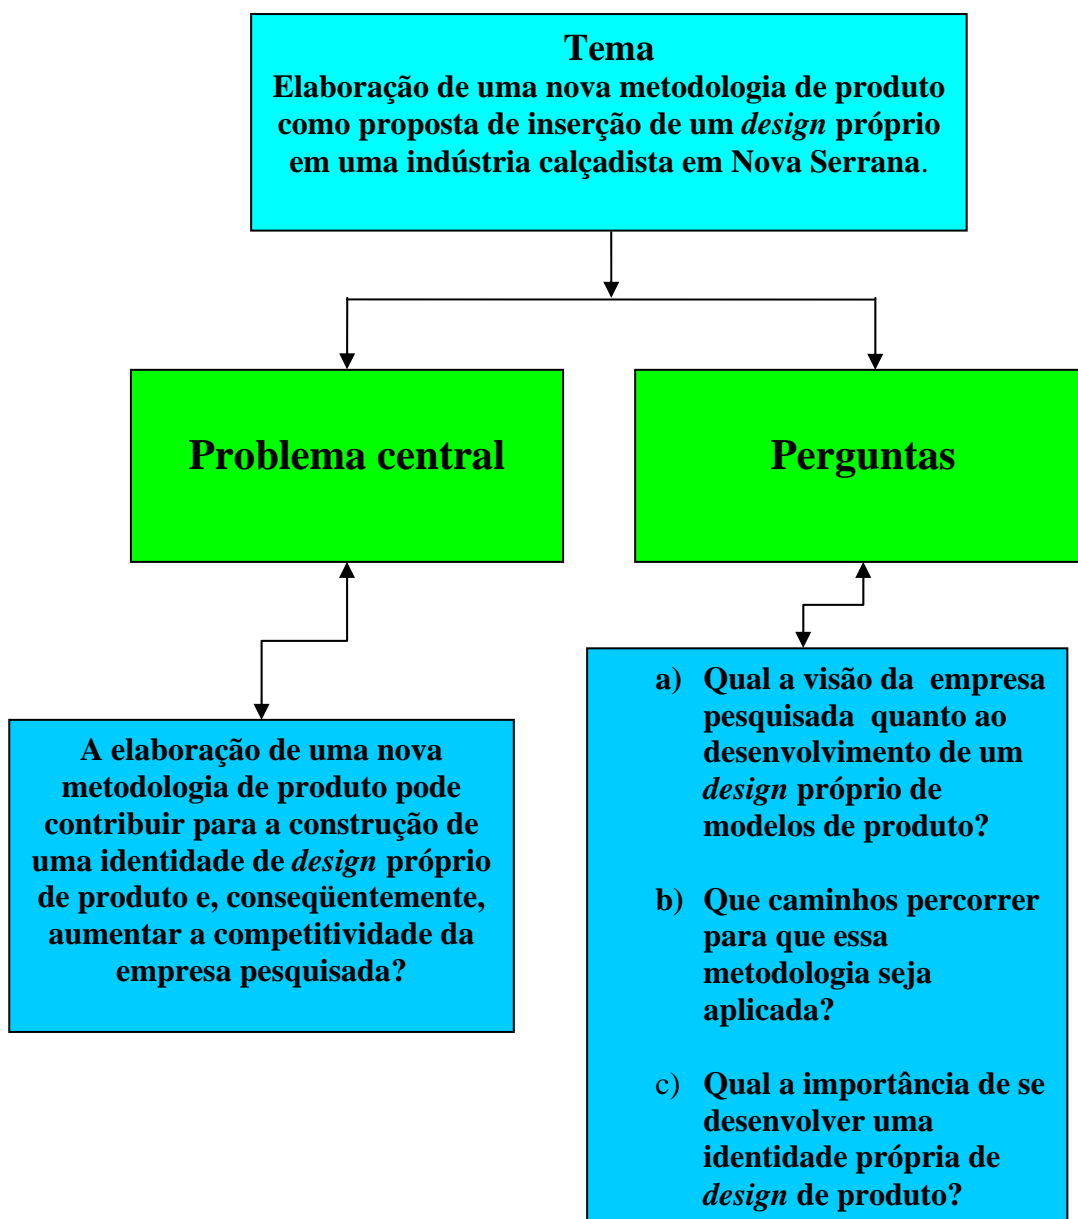 Tema
Elaboração de uma nova metodologia de produto
como proposta de inserção de um design próprio
em uma indústria calçadista em Nova Serrana.
Problema central
Perguntas
A elaboração de uma nova
metodologia de produto pode
contribuir para a construção de
uma identidade de design próprio
de produto e, conseqüentemente,
aumentar a competitividade da
empresa pesquisada?
a) Qual a visão da empresa
pesquisada quanto ao
desenvolvimento de um
design próprio de
modelos de produto?
b) Que caminhos percorrer
para que essa
metodologia seja
aplicada?
c) Qual a importância de se
desenvolver uma
identidade própria de
design de produto?